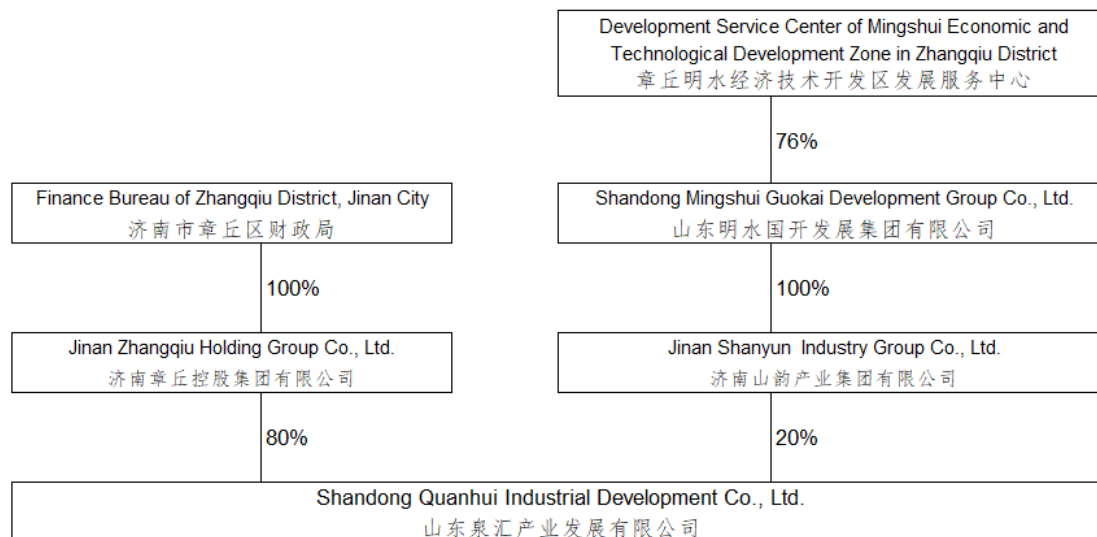 Development Service Center of Mingshui Economic and
Technological Development Zone in Zhangqiu District
章丘明水经济技术开发区发展服务中心
76%
Finance Bureau of Zhangqiu District, Jinan City
济南市章丘区财政局
Shandong Mingshui Guokai Development Group Co., Ltd.
山东明水国开发展集团有限公司
100%
100%
Jinan Zhangqiu Holding Group Co., Ltd.
济南章丘控股集团有限公司
Jinan Shanyun Industry Group Co., Ltd.
济南山韵产业集团有限公司
80%
20%
Shandong Quanhui Industrial Development Co., Ltd.
山东泉汇产业发展有限公司